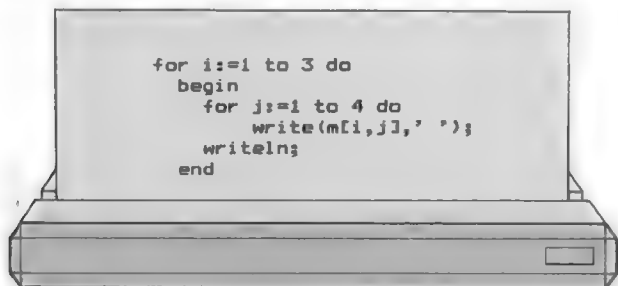 for i:=1 to 3 do
begin
for j:=1 to 4 do
write(m[i,j],' ');
writeln;
end